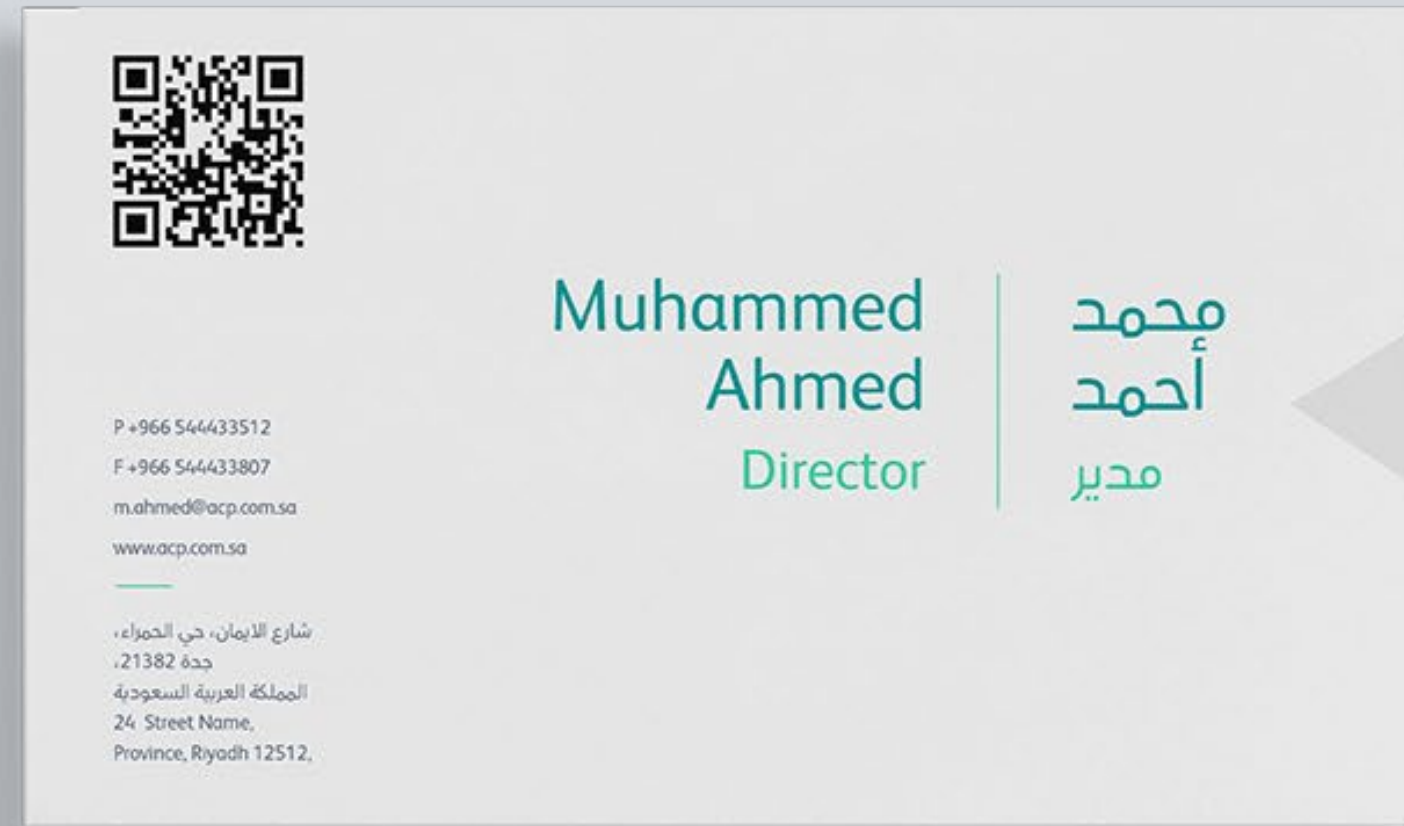 Muhammed
Ahmed
Director
محمد
أحمد
مدير
P +966 544433512
F +966 544433807
m.ahmed@acp.com.sa
www.acp.com.sa
شارع الايمان، حي الحمراء،
جدة 21382،
المملكة العربية السعودية
24 Street Name,
Province, Riyadh 12512,